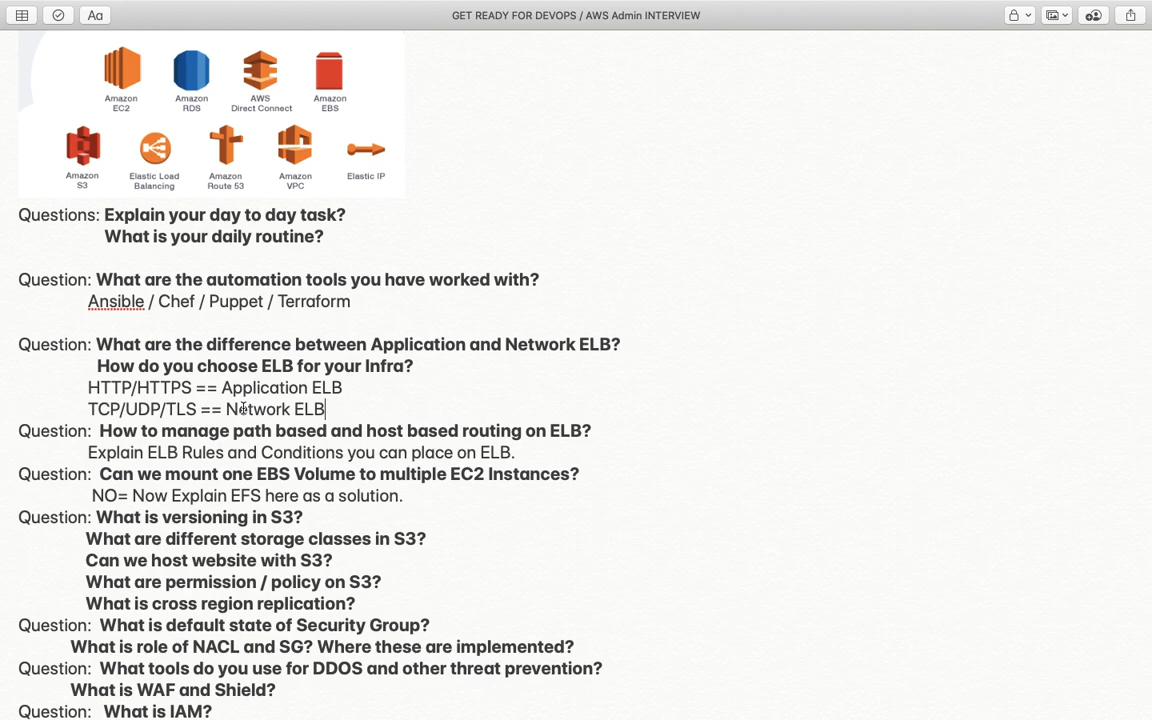 Aa
GET READY FOR DEVOPS / AWS Admin INTERVIEW
Amazon EC2
Amazon RDS
AWS Direct Connect
Amazon EBS
Amazon S3
Elastic Load Balancing
Amazon Route 53
Amazon VPC
Elastic IP
Questions: Explain your day to day task?
What is your daily routine?
Question: What are the automation tools you have worked with?
Ansible / Chef / Puppet / Terraform
Question: What are the difference between Application and Network ELB?
How do you choose ELB for your Infra?
HTTP/HTTPS == Application ELB
TCP/UDP/TLS == Network ELB
Question: How to manage path based and host based routing on ELB?
Explain ELB Rules and Conditions you can place on ELB.
Question: Can we mount one EBS Volume to multiple EC2 Instances?
NO= Now Explain EFS here as a solution.
Question: What is versioning in S3?
What are different storage classes in S3?
Can we host website with S3?
What are permission / policy on S3?
What is cross region replication?
Question: What is default state of Security Group?
What is role of NACL and SG? Where these are implemented?
Question: What tools do you use for DDOS and other threat prevention?
What is WAF and Shield?
Question: What is IAM?